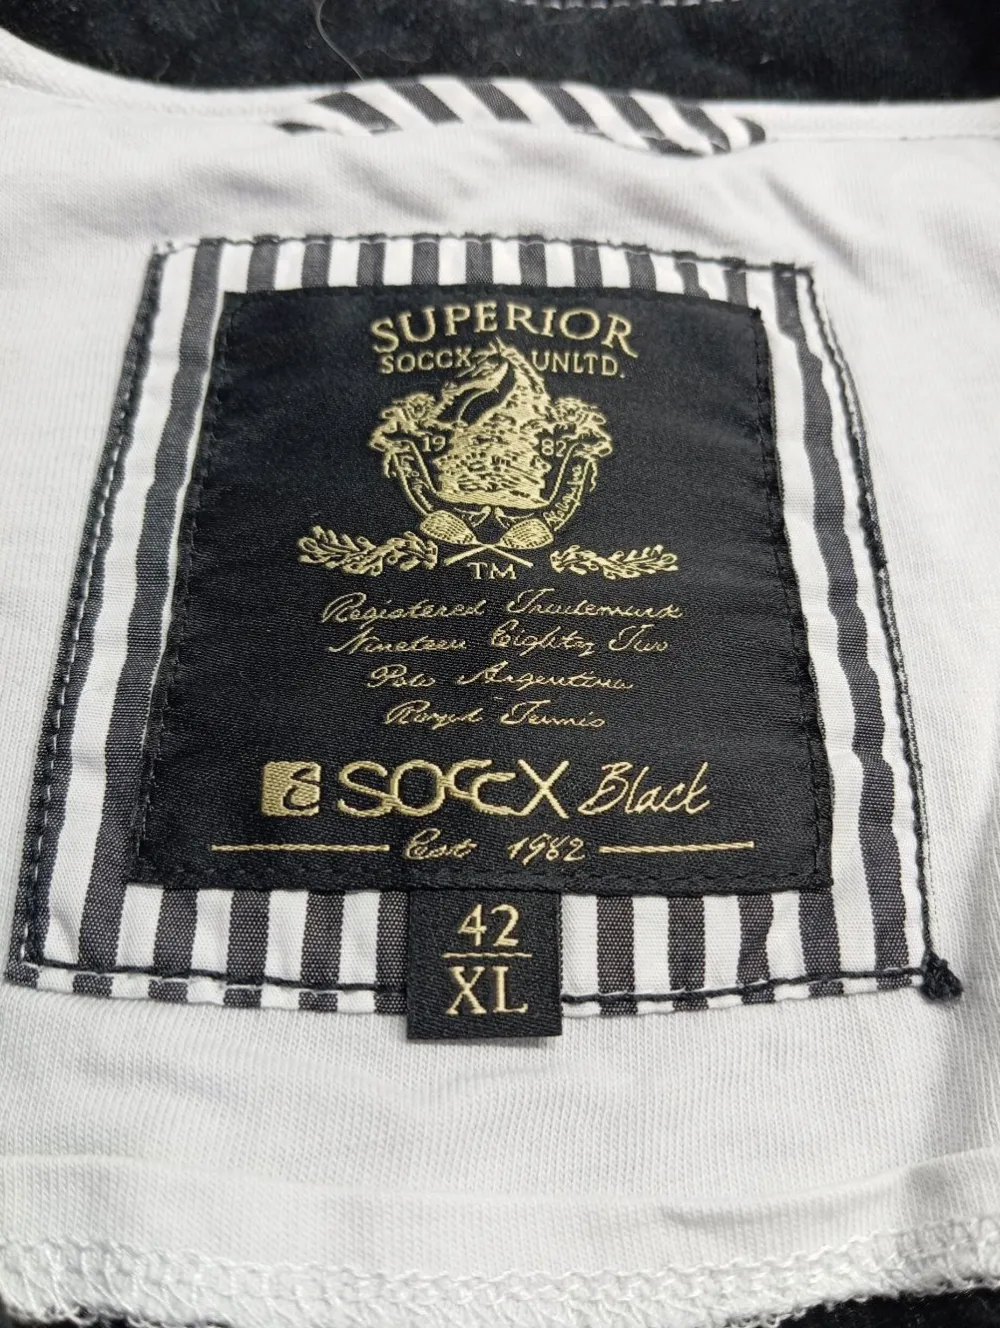 SUPERIOR
SOCCX UNLTD.
19 82
TM
Registered Trademark
Nineteen Eighty Two
Polo Argentina
Royal Tennis
SOCCX Black
Est 1982
42
XL